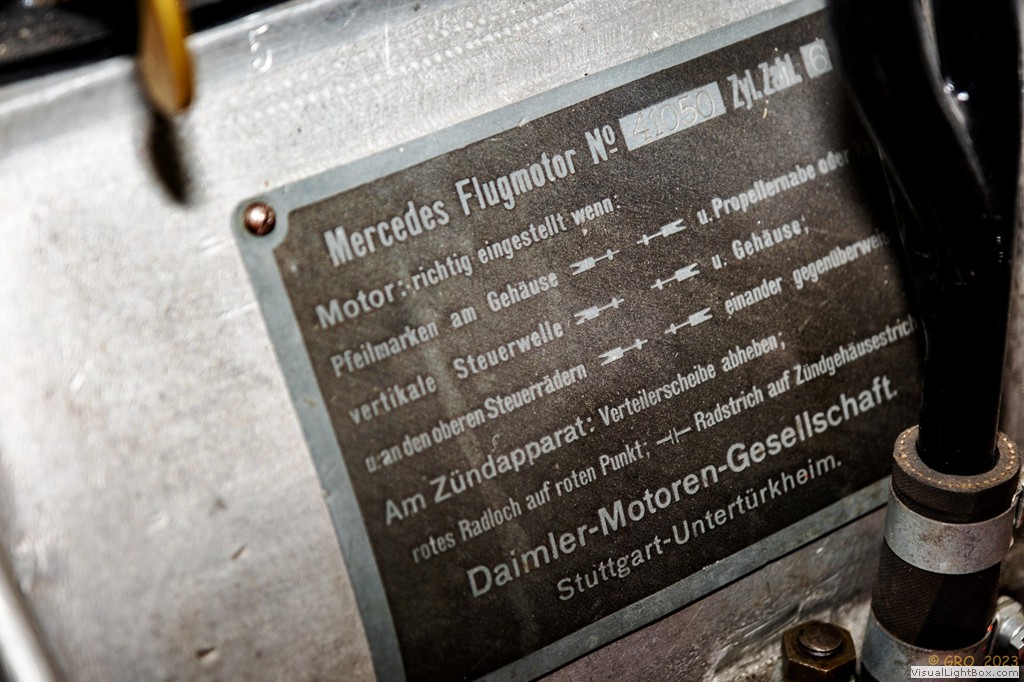 5
Mercedes Flugmotor Nº 41050 Zyl. Zahl. 6
Motor: richtig eingestellt wenn:
Pfeilmarken am Gehäuse u. Propellernabe oder
vertikale Steuerwelle u. Gehäuse;
u. an den oberen Steuerrädern einander gegenüber
Am Zündapparat: Verteilerscheibe abheben;
rotes Radloch auf roten Punkt; Radstrich auf Zündgehäusestrich
Daimler-Motoren-Gesellschaft.
Stuttgart-Untertürkheim.
© GRO 2023
VisualLightBox.com